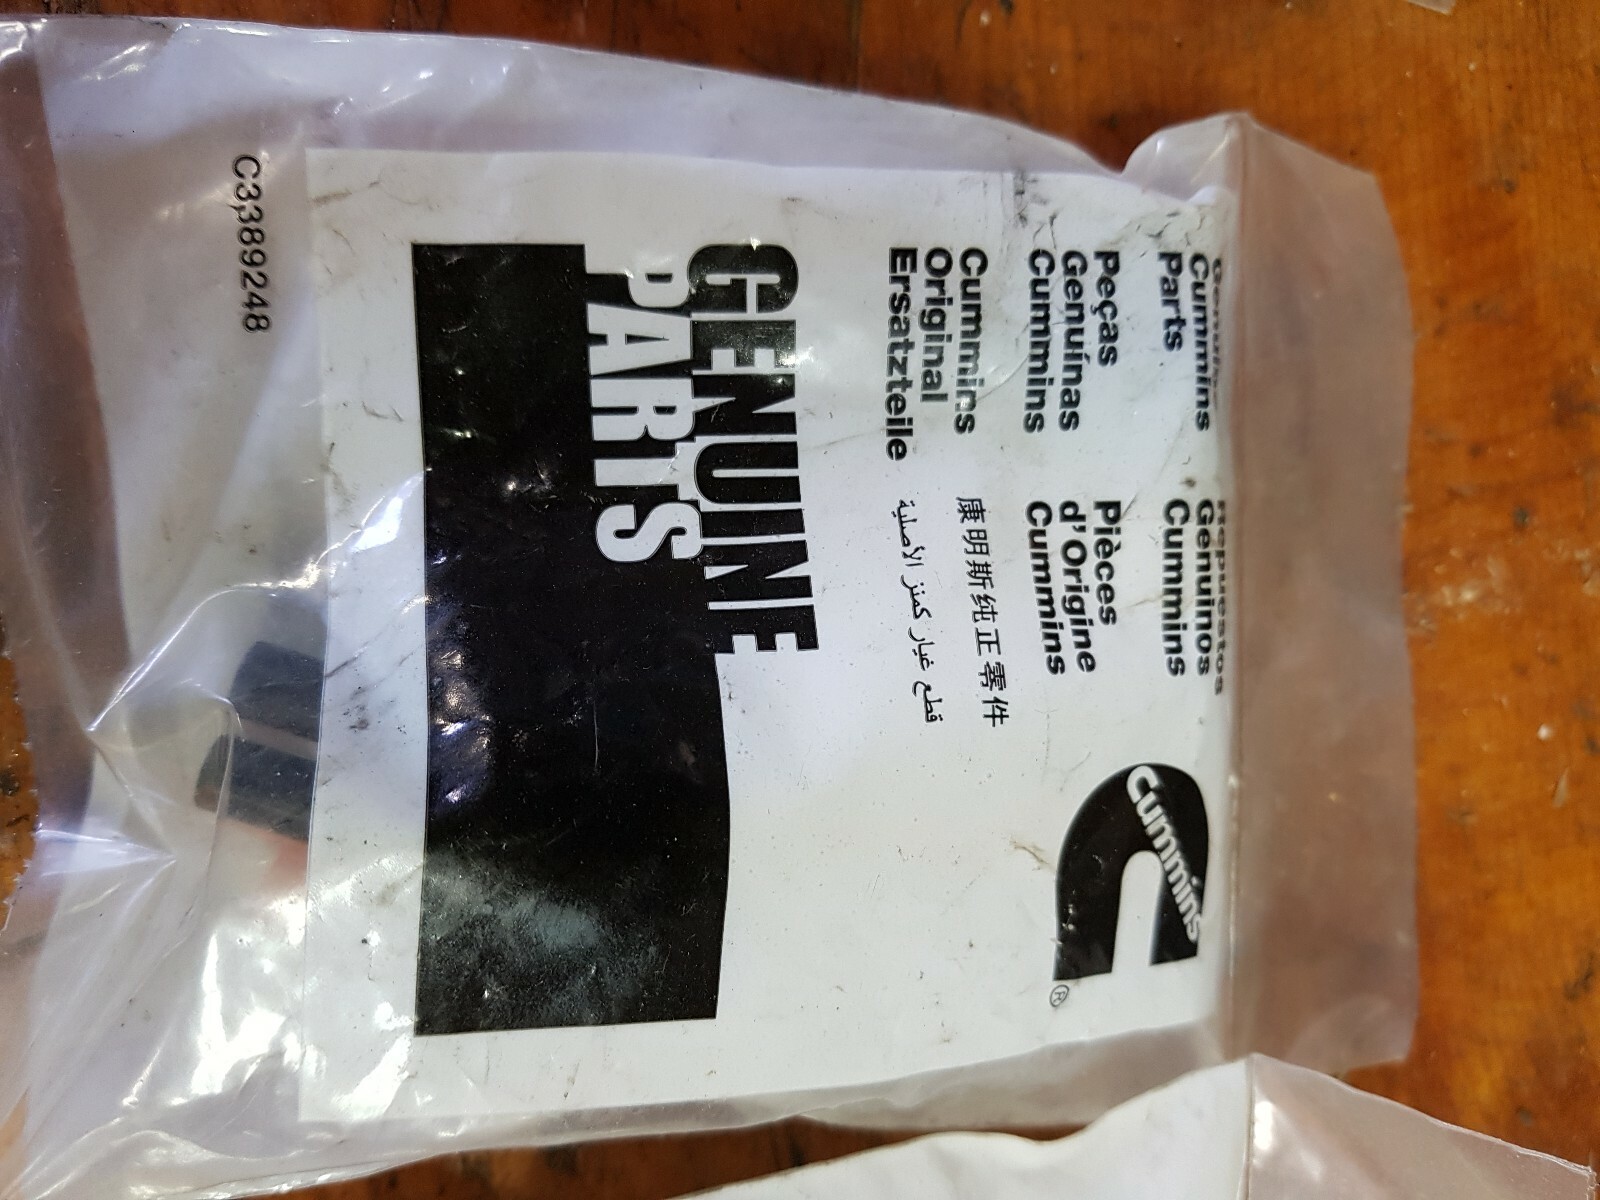 Genuine
Cummins
Parts
Repuestos
Genuinos
Cummins
Peças
Genuínas
Cummins
Pièces
d'Origine
Cummins
Cummins
Original
Ersatzteile
康明斯纯正零件
قطع غيار كمنز الأصلية
Cummins
®
GENUINE
PARTS
C3389248